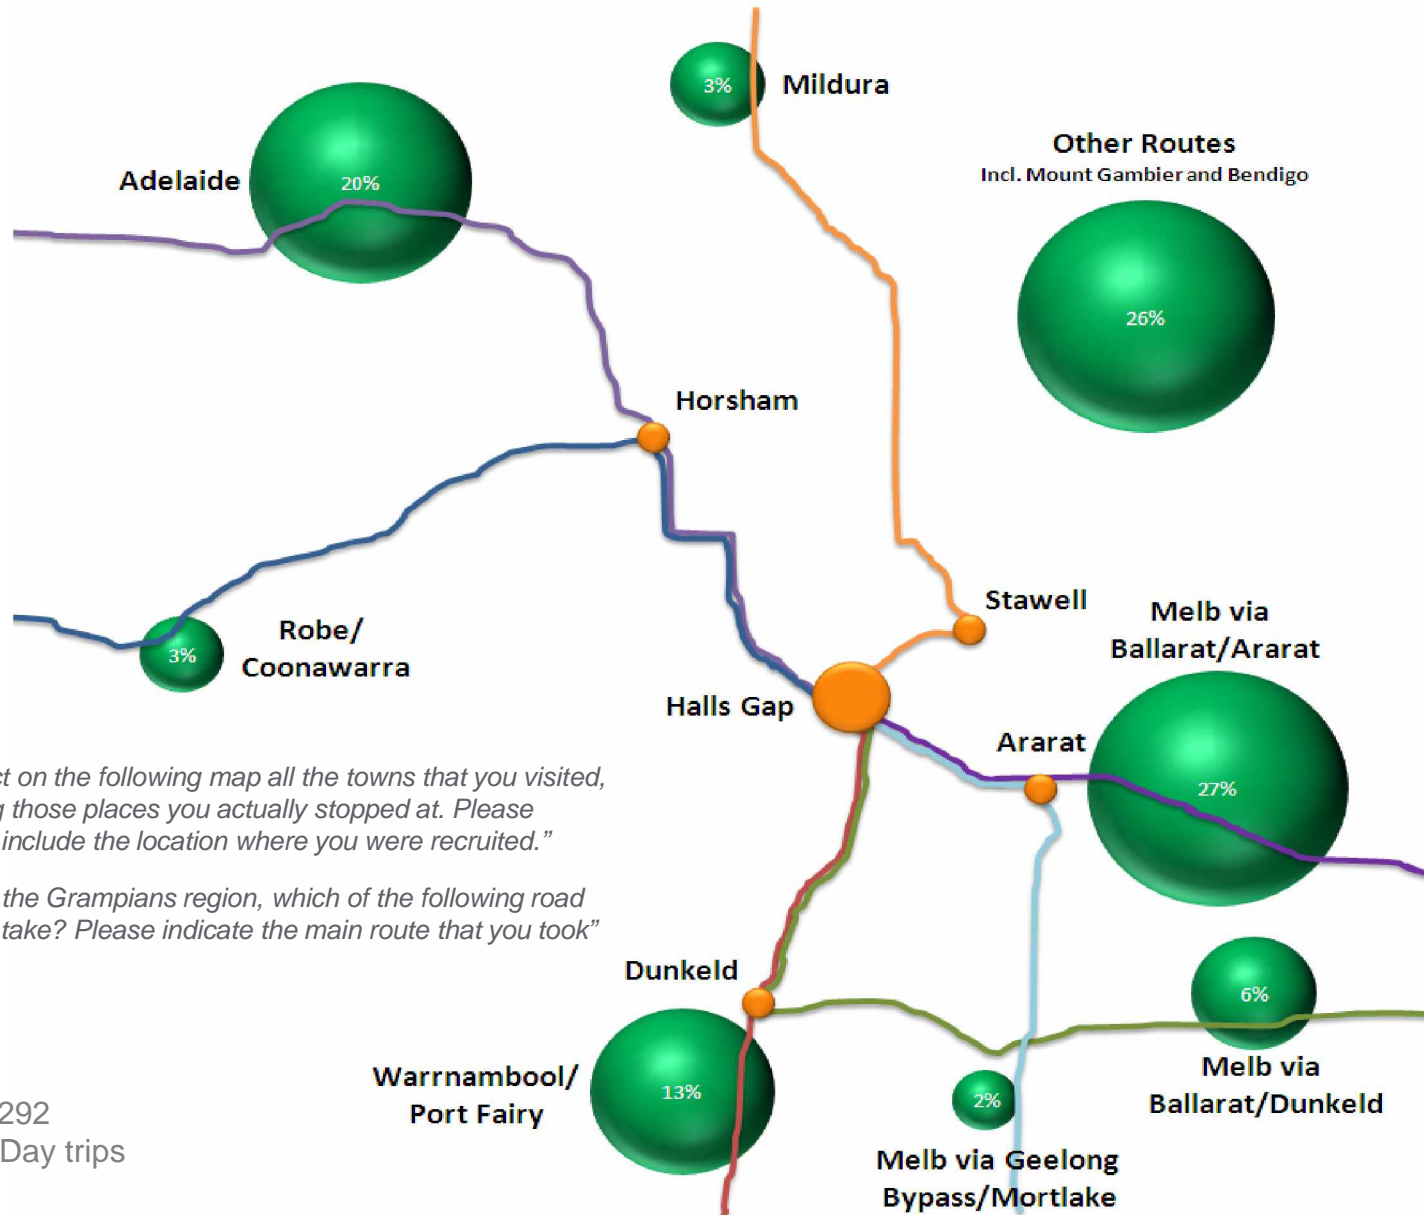 3%
Mildura
Other Routes
Incl. Mount Gambier and Bendigo
Adelaide
20%
26%
Horsham
Stawell
Melb via
Ballarat/Ararat
Robe/
Coonawarra
3%
Halls Gap
Ararat
27%
ct on the following map all the towns that you visited,
g those places you actually stopped at. Please
include the location where you were recruited.”
the Grampians region, which of the following road
take? Please indicate the main route that you took”
Dunkeld
6%
Melb via
Ballarat/Dunkeld
Warrnambool/
Port Fairy
13%
2%
Melb via Geelong
Bypass/Mortlake
292
Day trips